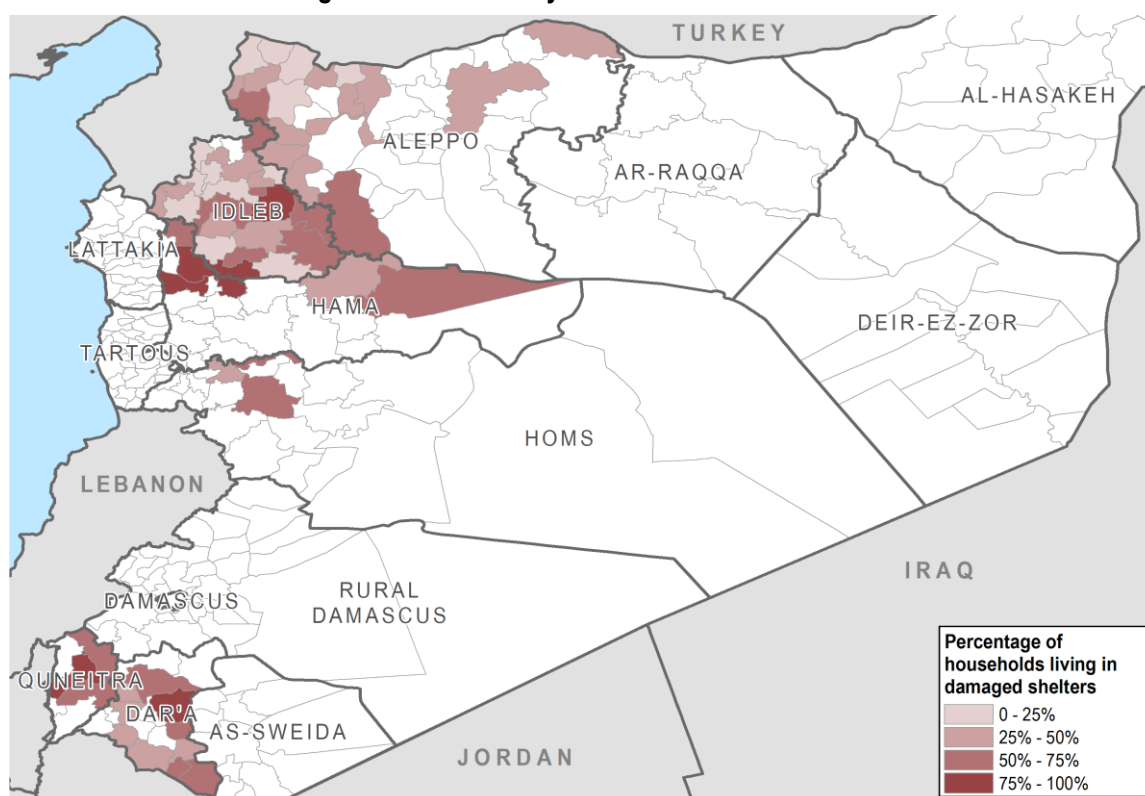 TURKEY
AL-HASAKEH
ALEPPO
AR-RAQQA
IDLEB
LATTAKIA
HAMA
DEIR-EZ-ZOR
TARTOUS
HOMS
LEBANON
IRAQ
RURAL
DAMASCUS
DAMASCUS
QUNEITRA
DAR'A
AS-SWEIDA
JORDAN
Percentage of
households living in
damaged shelters
0 - 25%
25% - 50%
50% - 75%
75% - 100%